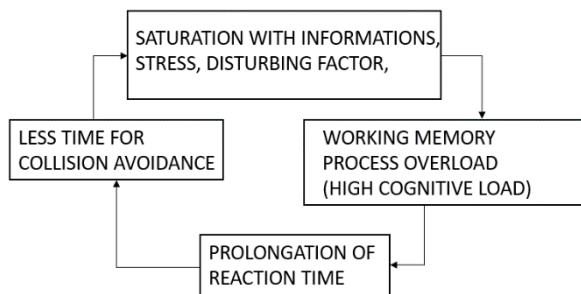 SATURATION WITH INFORMATIONS,
STRESS, DISTURBING FACTOR,
LESS TIME FOR
COLLISION AVOIDANCE
WORKING MEMORY
PROCESS OVERLOAD
(HIGH COGNITIVE LOAD)
PROLONGATION OF
REACTION TIME